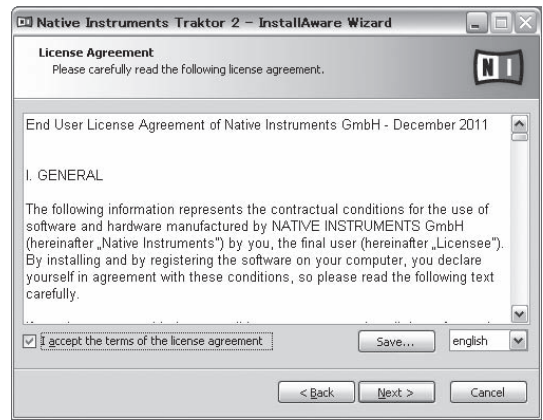 Native Instruments Traktor 2 - InstallAware Wizard
License Agreement
Please carefully read the following license agreement.
N I
End User License Agreement of Native Instruments GmbH - December 2011
I. GENERAL
The following information represents the contractual conditions for the use of
software and hardware manufactured by NATIVE INSTRUMENTS GmbH
(hereinafter „Native Instruments") by you, the final user (hereinafter „Licensee").
By installing and by registering the software on your computer, you declare
yourself in agreement with these conditions, so please read the following text
carefully.
I accept the terms of the license agreement
Save...
english
< Back
Next >
Cancel